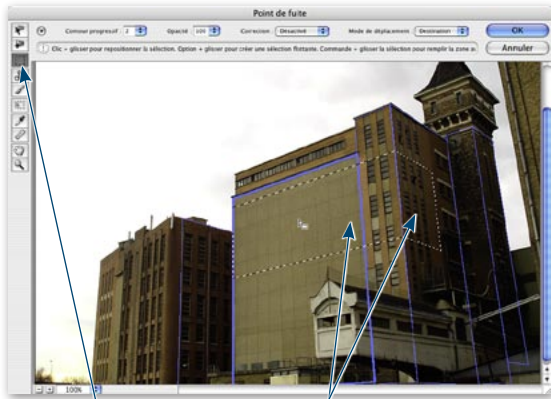 Point de fuite
Contour progressif : 2 Opacité : 100 Correction : Désactivé Mode de déplacement : Destination OK
Clic + glisser pour repositionner la sélection. Option + glisser pour créer une sélection flottante. Commande + glisser la sélection pour remplir la zone s. Annuler
100%